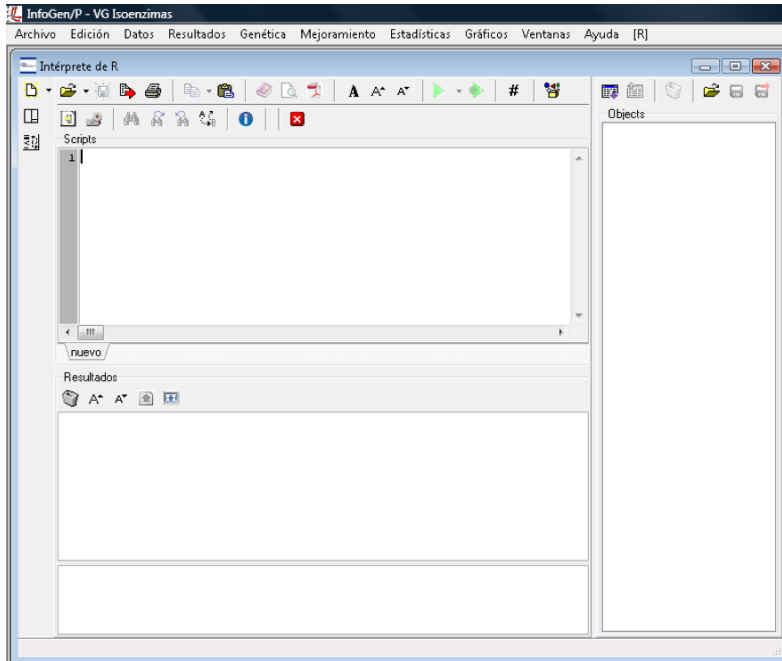 InfoGen/P - VG Isoenzimas
Archivo Edición Datos Resultados Genética Mejoramiento Estadísticas Gráficos Ventanas Ayuda [R]
Intérprete de R
A A A #
Objects
Scripts
1
nuevo
Resultados
A A